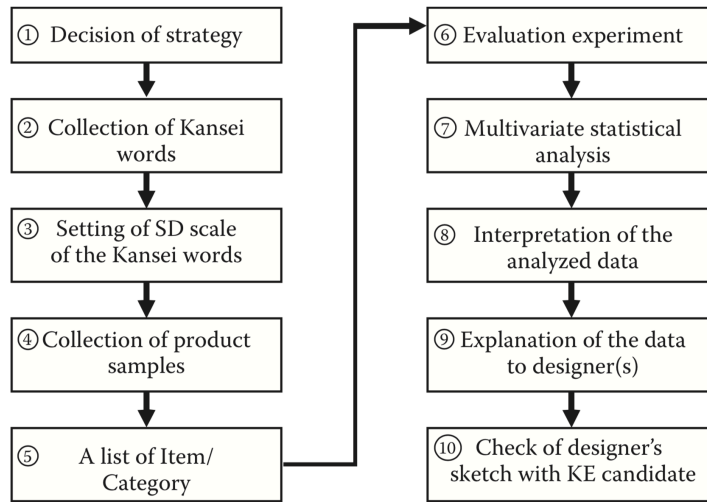 ① Decision of strategy
② Collection of Kansei
words
③ Setting of SD scale
of the Kansei words
④ Collection of product
samples
⑤ A list of Item/
Category
⑥ Evaluation experiment
⑦ Multivariate statistical
analysis
⑧ Interpretation of the
analyzed data
⑨ Explanation of the data
to designer(s)
⑩ Check of designer’s
sketch with KE candidate